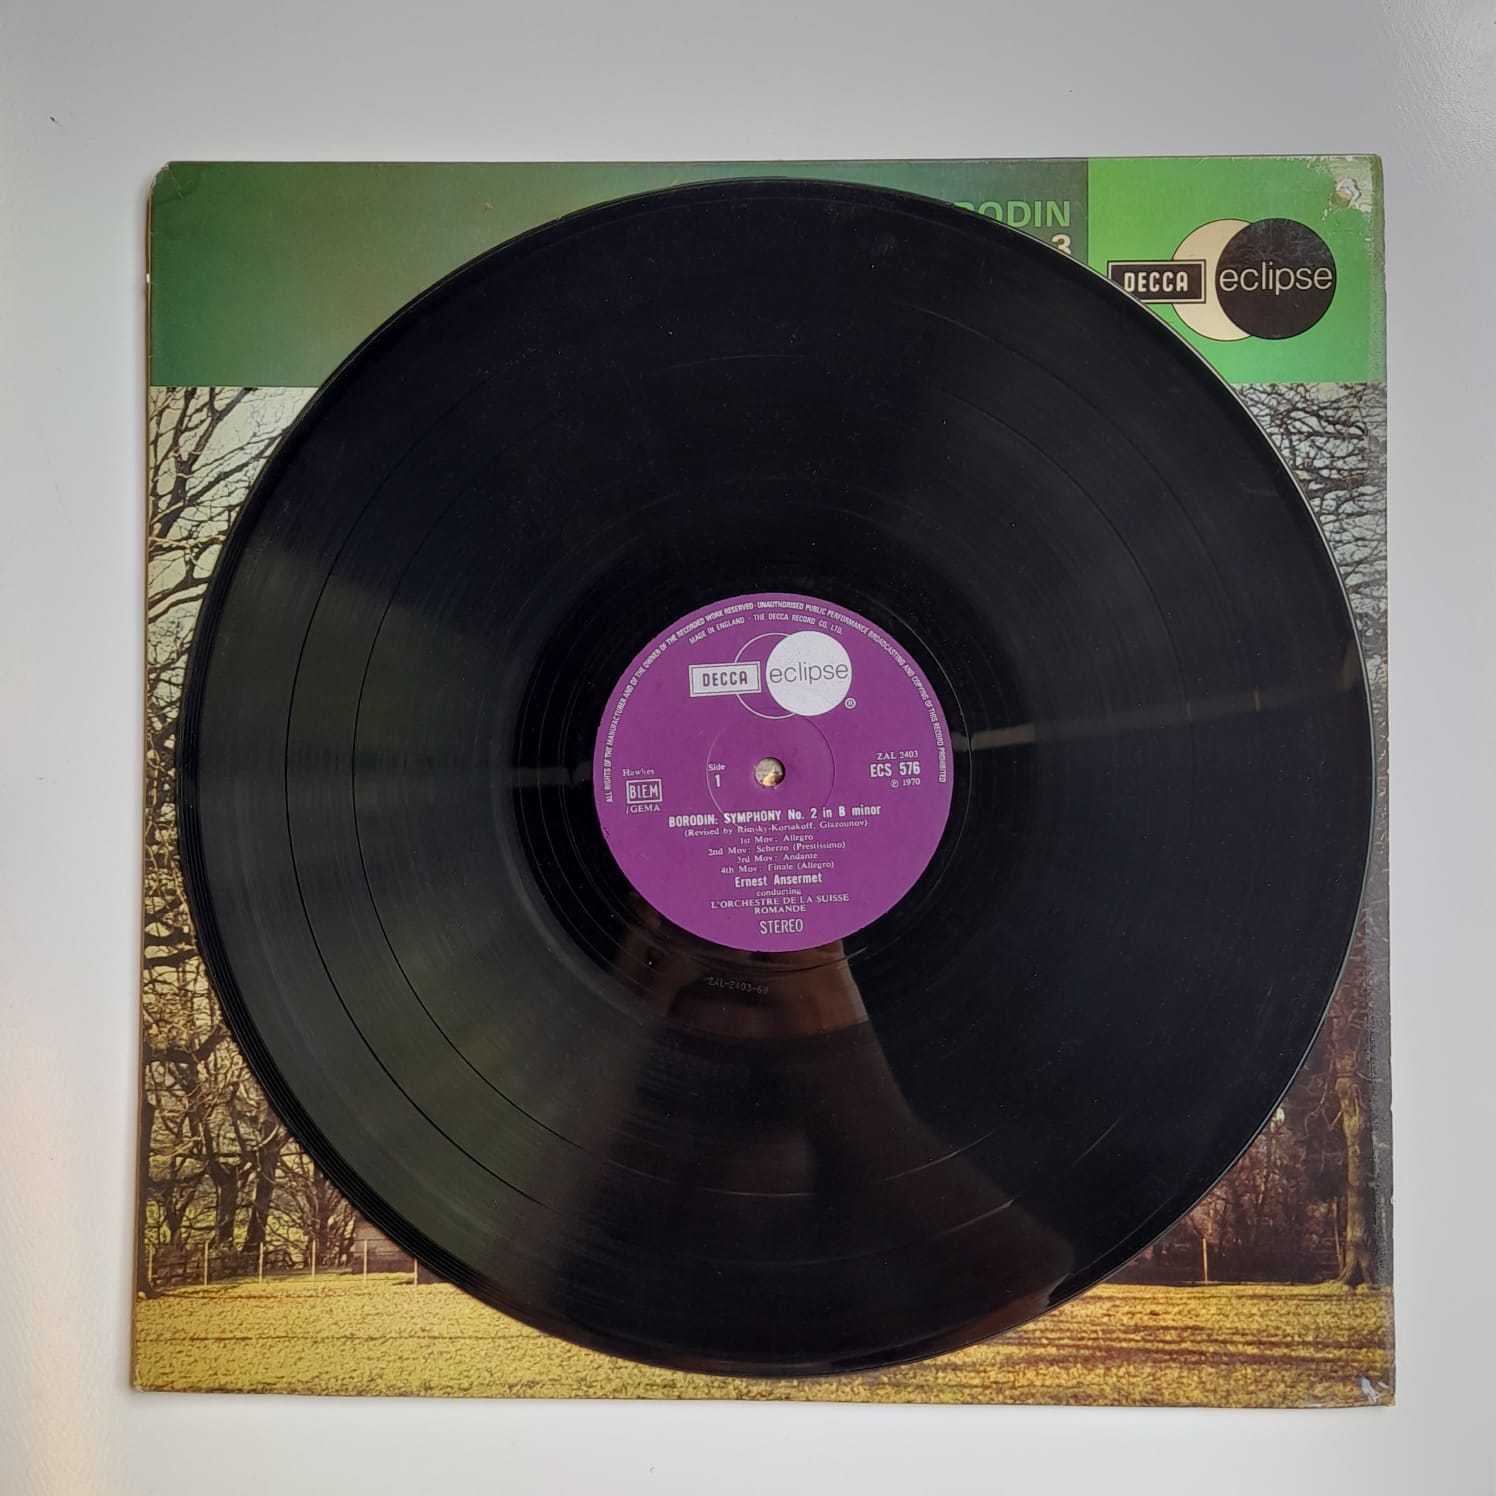 RODIN
3
DECCA eclipse
ALL RIGHTS OF THE MANUFACTURER AND OF THE OWNER OF THE RECORDED WORK RESERVED · UNAUTHORISED PUBLIC PERFORMANCE BROADCASTING AND COPYING OF THIS RECORD PROHIBITED
MADE IN ENGLAND · THE DECCA RECORD CO. LTD.
DECCA eclipse
®
ZAL 2403
ECS 576
℗ 1970
Hawkes
BIEM
/GEMA
Side
1
BORODIN: SYMPHONY No. 2 in B minor
(Revised by Rimsky-Korsakoff, Glazounov)
1st Mov: Allegro
2nd Mov: Scherzo (Prestissimo)
3rd Mov: Andante
4th Mov: Finale (Allegro)
Ernest Ansermet
conducting
L'ORCHESTRE DE LA SUISSE
ROMANDE
STEREO